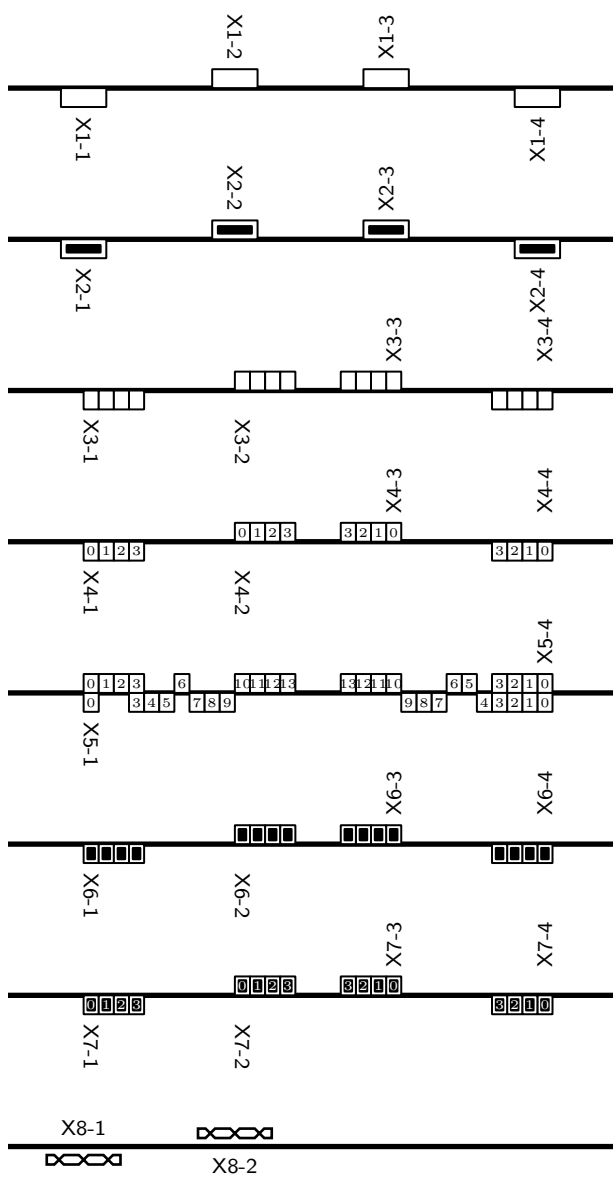 X1-2 X1-3
X1-1 X1-4
X2-2 X2-3
X2-1 X2-4
X3-3 X3-4
X3-1 X3-2
X4-3 X4-4
0 1 2 3 3 2 1 0
0 1 2 3 3 2 1 0
X4-1 X4-2
X5-4
0 1 2 3 6 10 11 12 13 13 12 11 10 6 5 3 2 1 0
0 3 4 5 7 8 9 9 8 7 4 3 2 1 0
X5-1
X6-3 X6-4
X6-1 X6-2
X7-3 X7-4
0 1 2 3 3 2 1 0
0 1 2 3 3 2 1 0
X7-1 X7-2
X8-1
X8-2